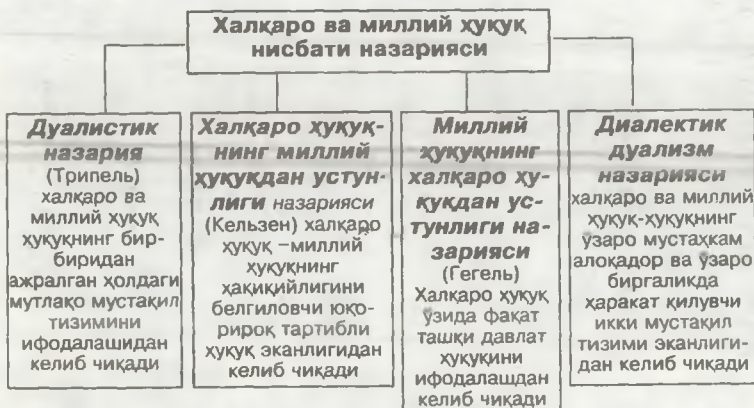 Халқаро ва миллий ҳуқуқ
нисбати назарияси
Дуалистик
назария
(Трипель)
халқаро ва
миллий ҳуқуқ
ҳуқуқнинг бир-
биридан
ажралган ҳолдаги
мутлақо мустақил
тизимини
ифодалашидан
келиб чиқади
Халқаро ҳуқуқ-
нинг миллий
ҳуқуқдан устун-
лиги назарияси
(Кельзен) халқаро
ҳуқуқ –миллий
ҳуқуқнинг
ҳақиқийлигини
белгиловчи юқо-
рироқ тартибли
ҳуқуқ эканлигидан
келиб чиқади
Миллий
ҳуқуқнинг
халқаро ҳу-
қуқдан ус-
тунлиги на-
зарияси
(Гегель)
Халқаро ҳуқуқ
ўзида фақат
ташқи давлат
ҳуқуқини
ифодалашдан
келиб чиқади
Диалектик
дуализм
назарияси
халқаро ва миллий
ҳуқуқ-ҳуқуқнинг
ўзаро мустаҳкам
алоқадор ва ўзаро
биргаликда
ҳаракат қилувчи
икки мустақил
тизими эканлиги-
дан келиб чиқади